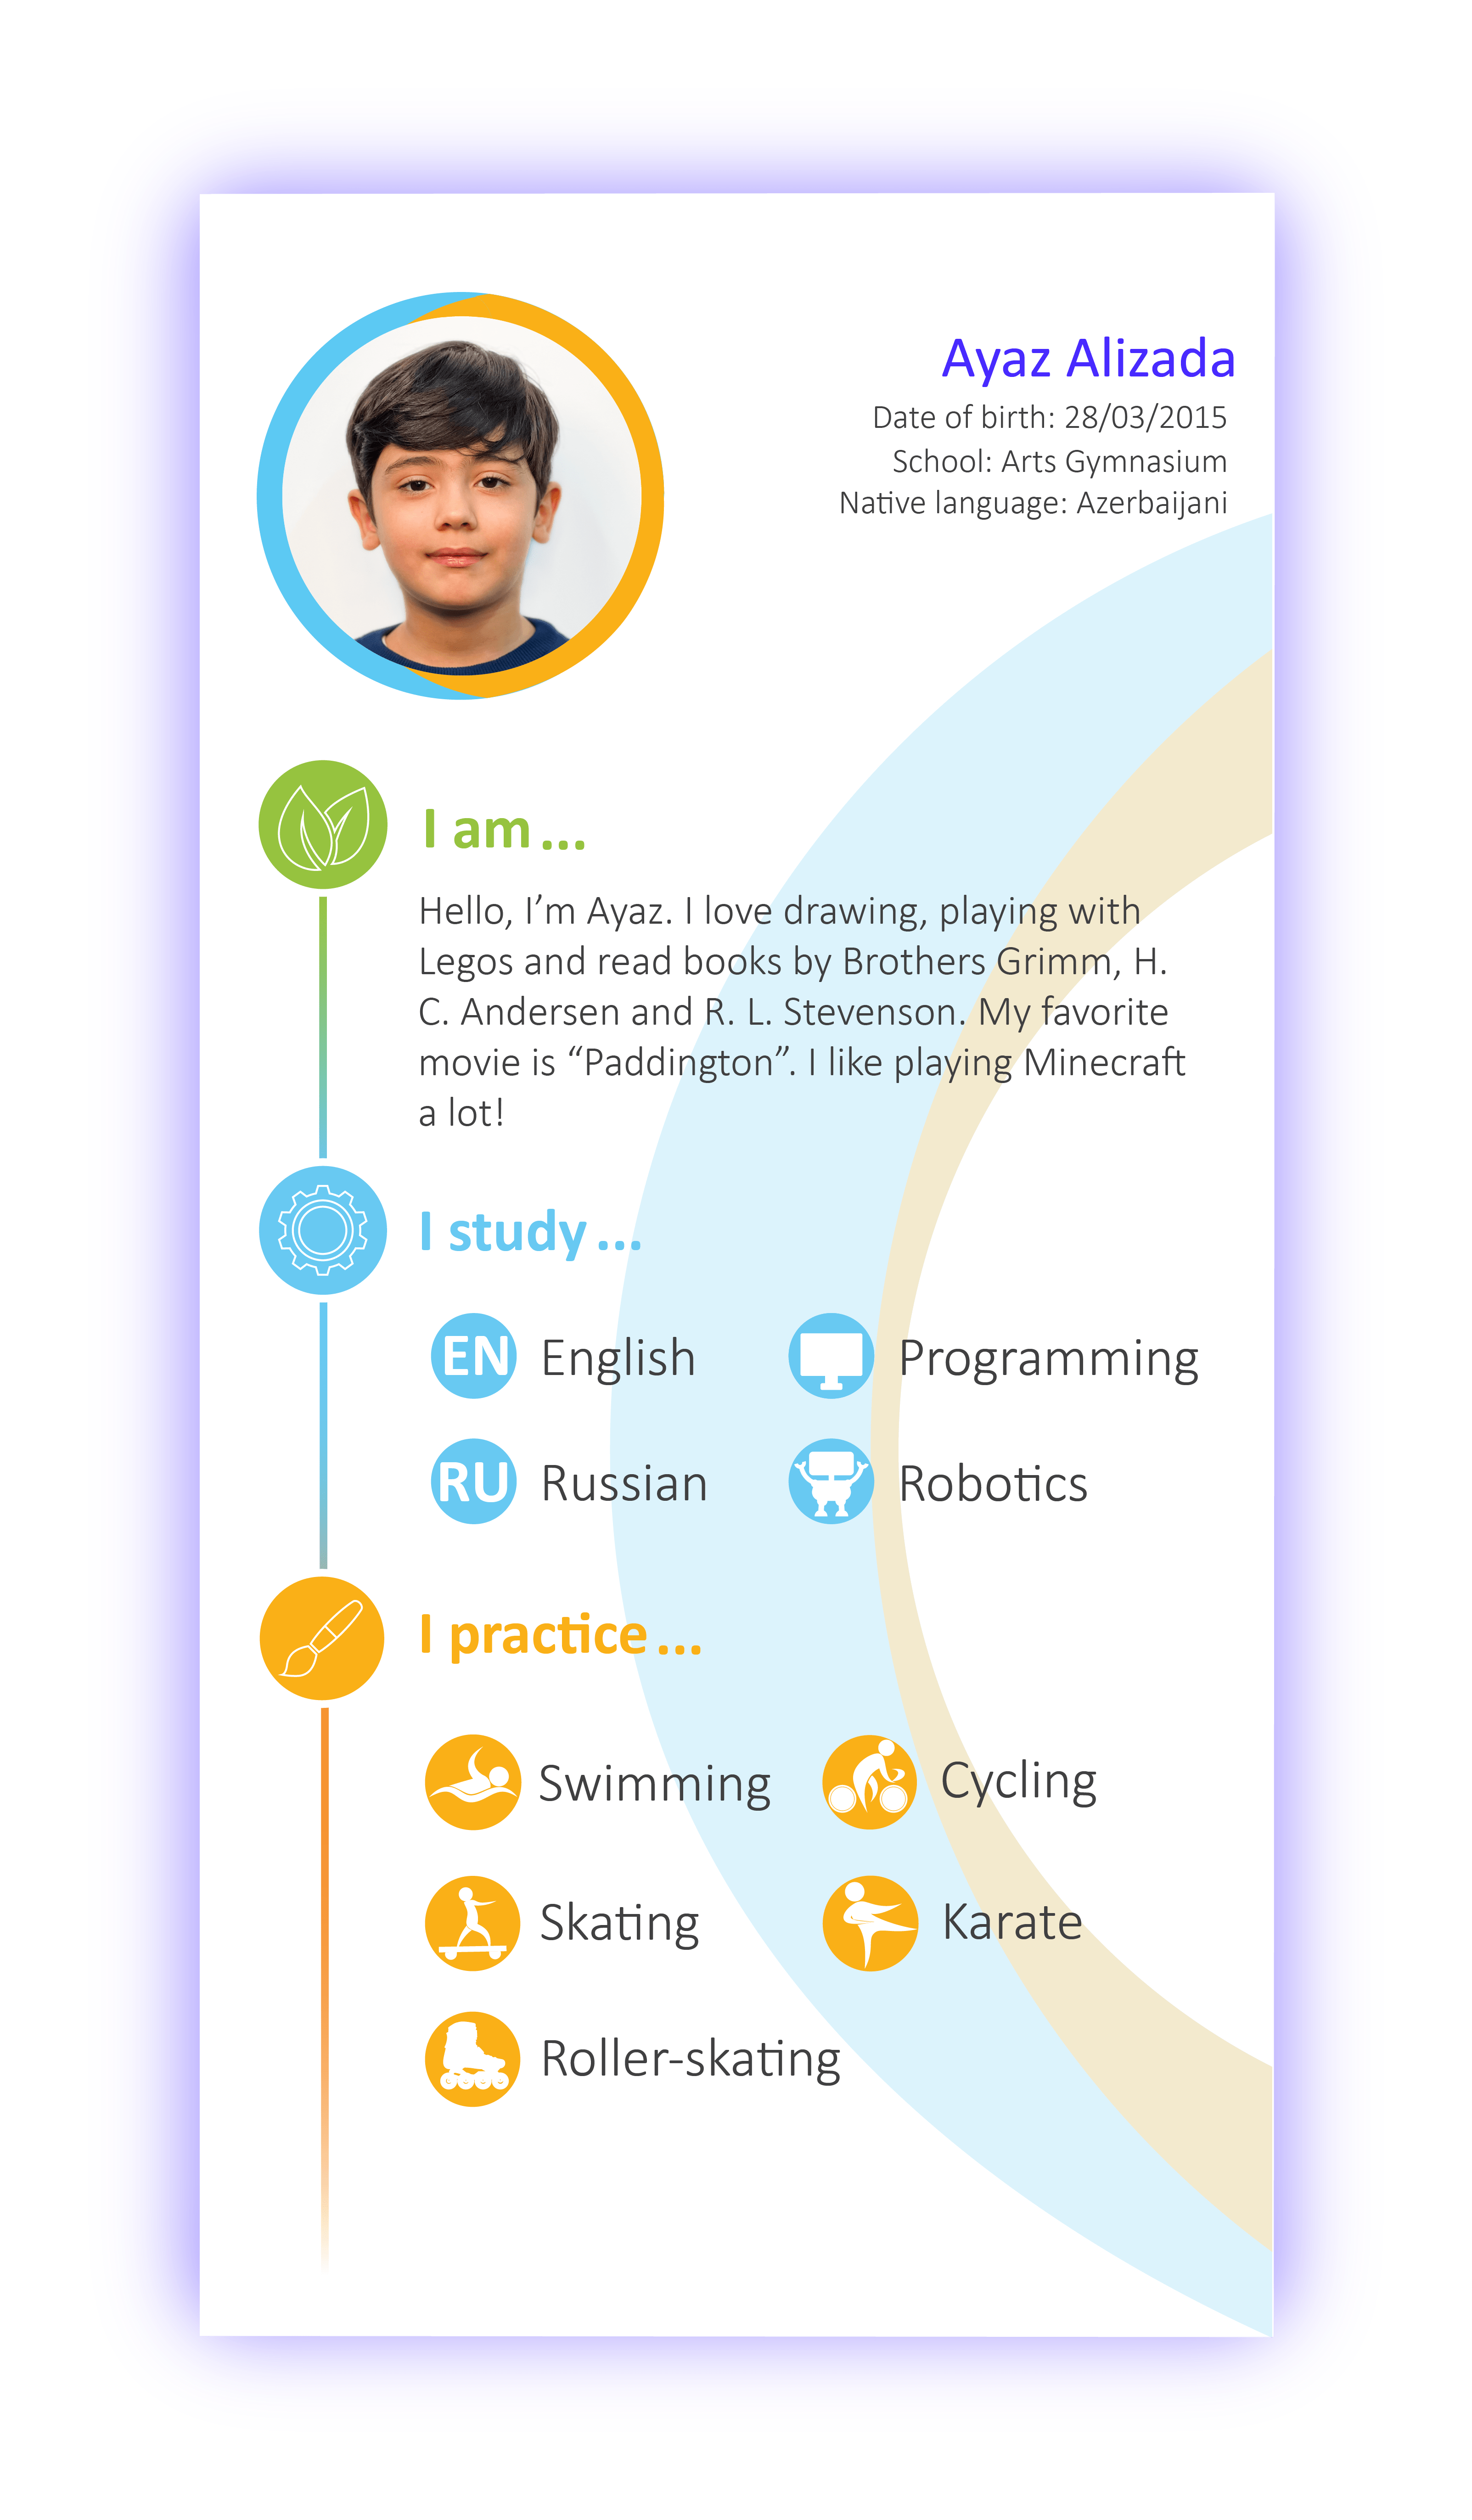 Ayaz Alizada
Date of birth: 28/03/2015
School: Arts Gymnasium
Native language: Azerbaijani
I am...
Hello, I’m Ayaz. I love drawing, playing with
Legos and read books by Brothers Grimm, H.
C. Andersen and R. L. Stevenson. My favorite
movie is “Paddington”. I like playing Minecraft
a lot!
I study...
EN English
Programming
RU Russian
Robotics
I practice...
Swimming
Cycling
Skating
Karate
Roller-skating